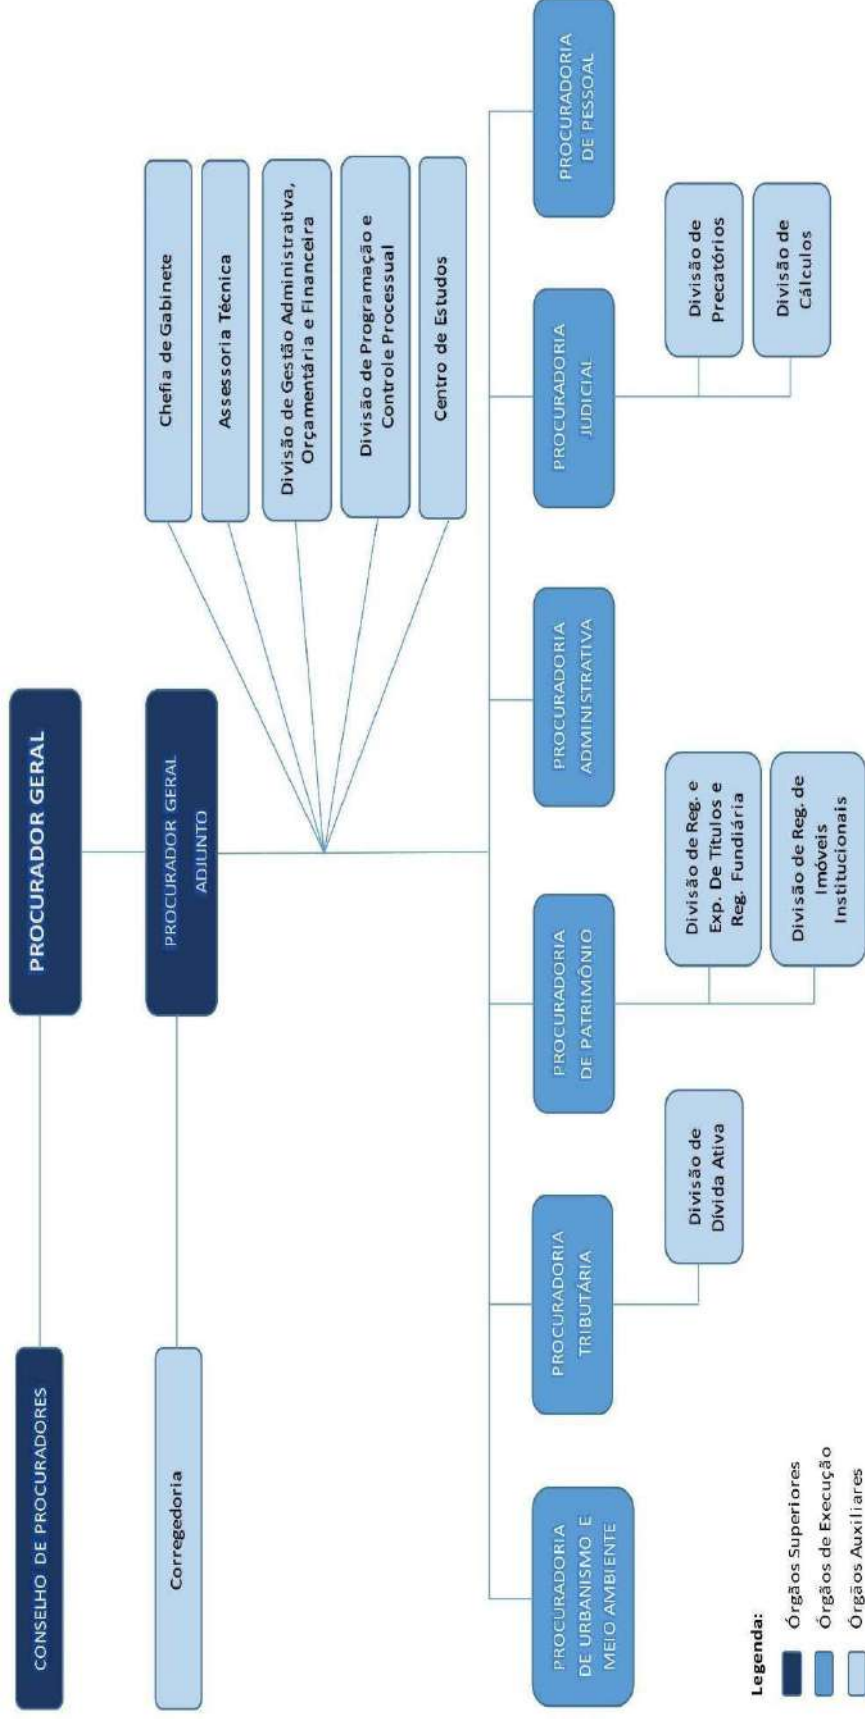 PROCURADOR GERAL
CONSELHO DE PROCURADORES
PROCURADOR GERAL
ADJUNTO
Corregedoria
Chefia de Gabinete
Assessoria Técnica
Divisão de Gestão Administrativa,
Orçamentária e Financeira
Divisão de Programação e
Controle Processual
Centro de Estudos
PROCURADORIA
DE URBANISMO E
MEIO AMBIENTE
PROCURADORIA
TRIBUTÁRIA
PROCURADORIA
DE PATRIMÔNIO
PROCURADORIA
ADMINISTRATIVA
PROCURADORIA
JUDICIAL
PROCURADORIA
DE PESSOAL
Divisão de
Dívida Ativa
Divisão de Reg. e
Exp. De Títulos e
Reg. Fundiária
Divisão de Reg. de
Imóveis
Institucionais
Divisão de
Precatórios
Divisão de
Cálculos
Legenda:
Órgãos Superiores
Órgãos de Execução
Órgãos Auxiliares